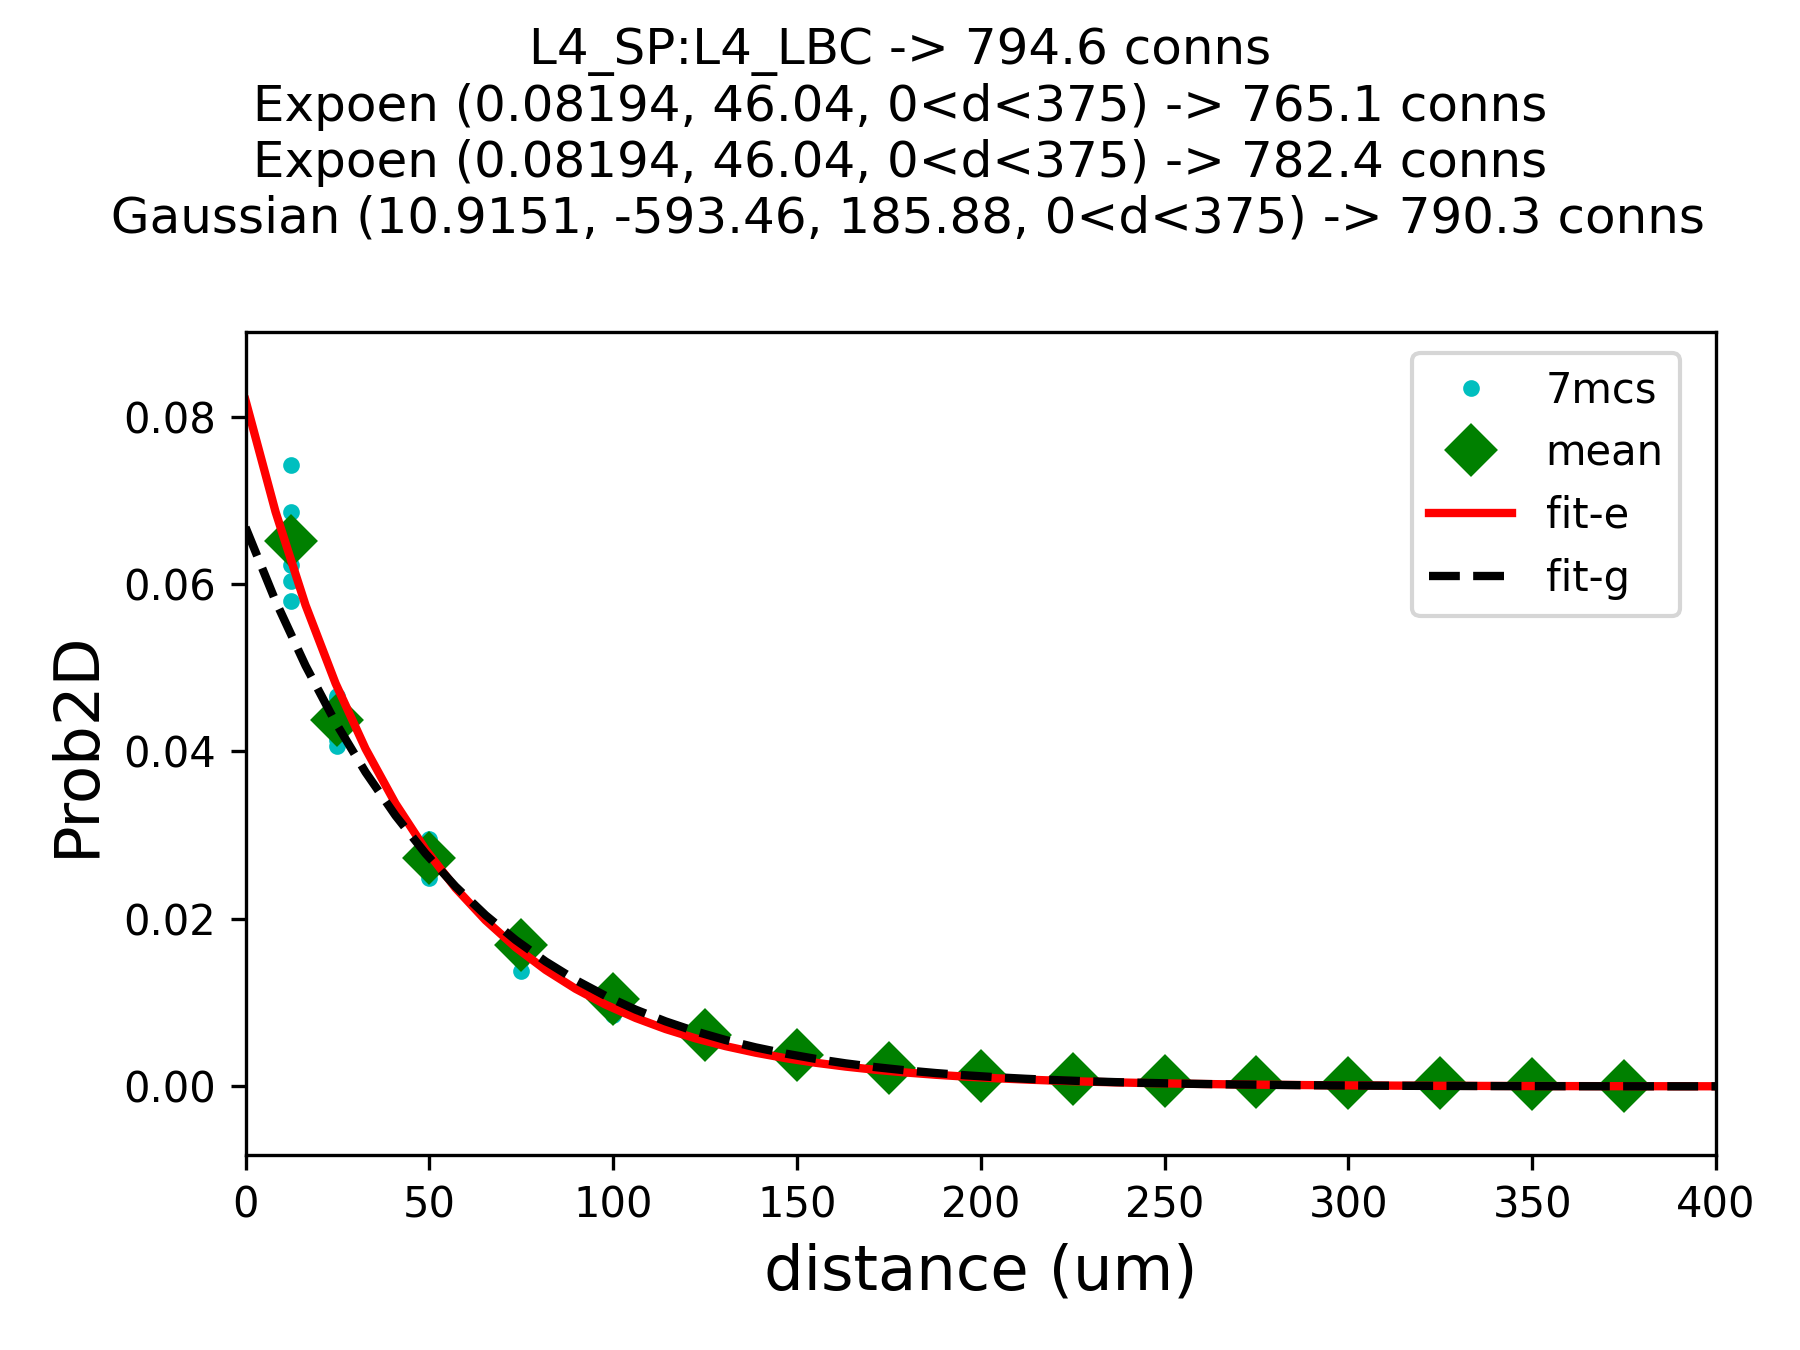 L4_SP:L4_LBC -> 794.6 conns
Expoen (0.08194, 46.04, 0<d<375) -> 765.1 conns
Expoen (0.08194, 46.04, 0<d<375) -> 782.4 conns
Gaussian (10.9151, -593.46, 185.88, 0<d<375) -> 790.3 conns
7mcs
mean
fit-e
fit-g
Prob2D
0.08
0.06
0.04
0.02
0.00
0 50 100 150 200 250 300 350 400
distance (um)